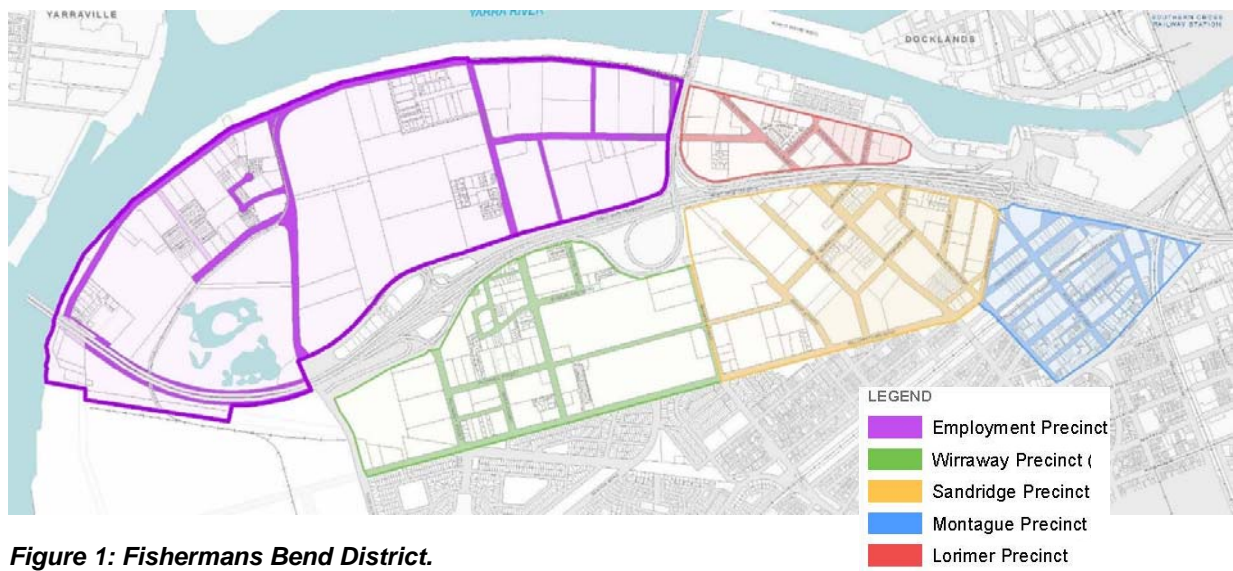 YARRAVILLE
YARRA RIVER
DOCKLANDS
SOUTHERN CROSS
RAILWAY STATION
LEGEND
Employment Precinct
Wirraway Precinct (
Sandridge Precinct
Montague Precinct
Lorimer Precinct
Figure 1: Fishermans Bend District.